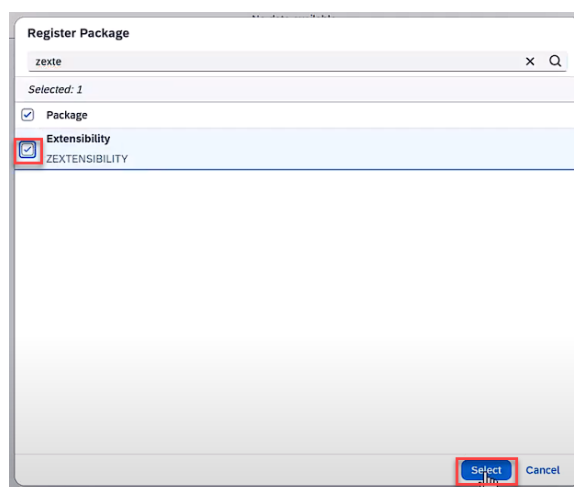 Register Package
zexte
Selected: 1
Package
Extensibility
ZEXTENSIBILITY
Select
Cancel